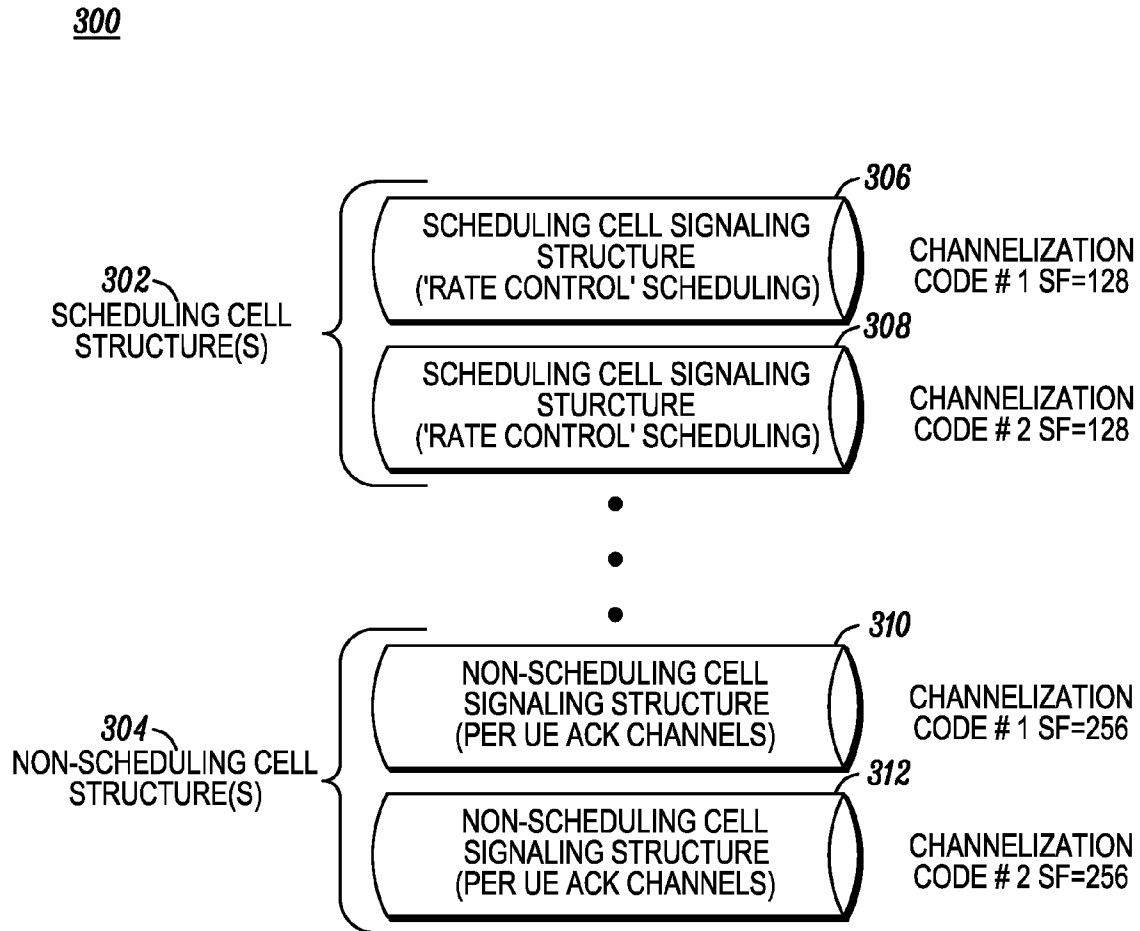 300
306
SCHEDULING CELL SIGNALING
STRUCTURE
('RATE CONTROL' SCHEDULING)
CHANNELIZATION
CODE # 1 SF=128
302
SCHEDULING CELL
STRUCTURE(S)
308
SCHEDULING CELL SIGNALING
STURCTURE
('RATE CONTROL' SCHEDULING)
CHANNELIZATION
CODE # 2 SF=128
310
NON-SCHEDULING CELL
SIGNALING STRUCTURE
(PER UE ACK CHANNELS)
CHANNELIZATION
CODE # 1 SF=256
304
NON-SCHEDULING CELL
STRUCTURE(S)
312
NON-SCHEDULING CELL
SIGNALING STRUCTURE
(PER UE ACK CHANNELS)
CHANNELIZATION
CODE # 2 SF=256